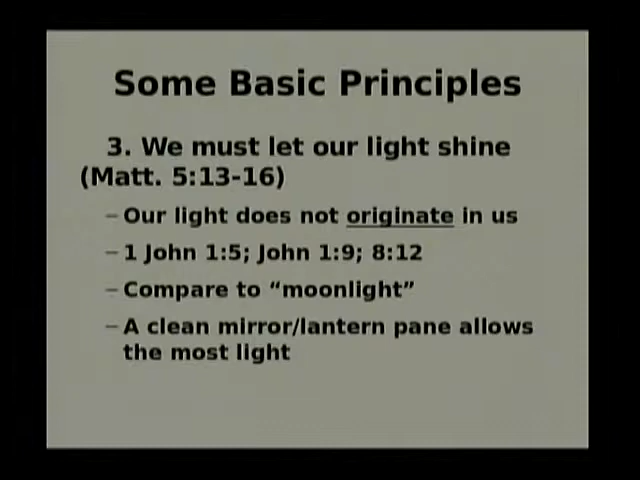 Some Basic Principles
3. We must let our light shine
(Matt. 5:13-16)
– Our light does not originate in us
– 1 John 1:5; John 1:9; 8:12
– Compare to “moonlight”
– A clean mirror/lantern pane allows
the most light